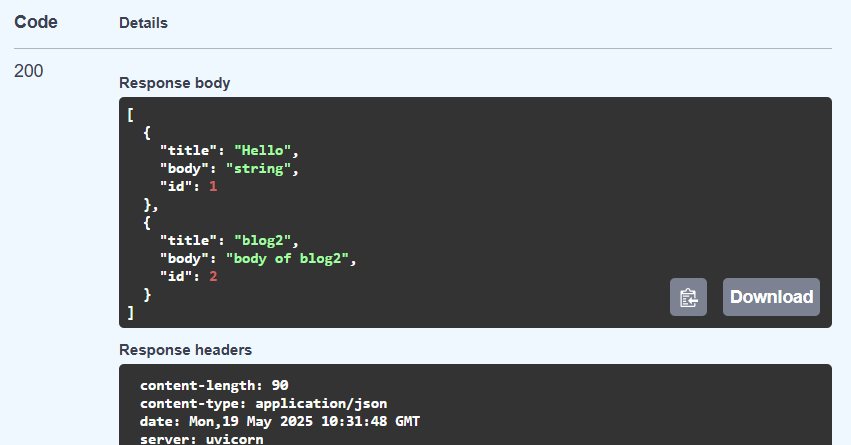 Code Details
200
Response body
[
  {
    "title": "Hello",
    "body": "string",
    "id": 1
  },
  {
    "title": "blog2",
    "body": "body of blog2",
    "id": 2
  }
]
Download
Response headers
content-length: 90
content-type: application/json
date: Mon,19 May 2025 10:31:48 GMT
server: uvicorn